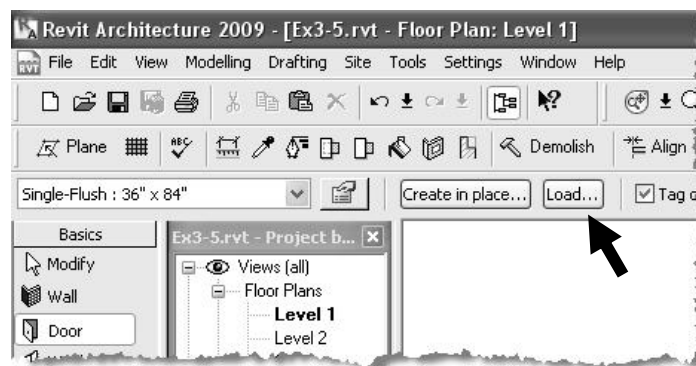 Revit Architecture 2009 - [Ex3-5.rvt - Floor Plan: Level 1]
RVT File Edit View Modelling Drafting Site Tools Settings Window Help
Plane ABC Demolish Align
Single-Flush : 36" x 84" Create in place... Load... Tag o
Basics Ex3-5.rvt - Project b...
Modify Views (all)
Wall Floor Plans
Level 1
Door Level 2